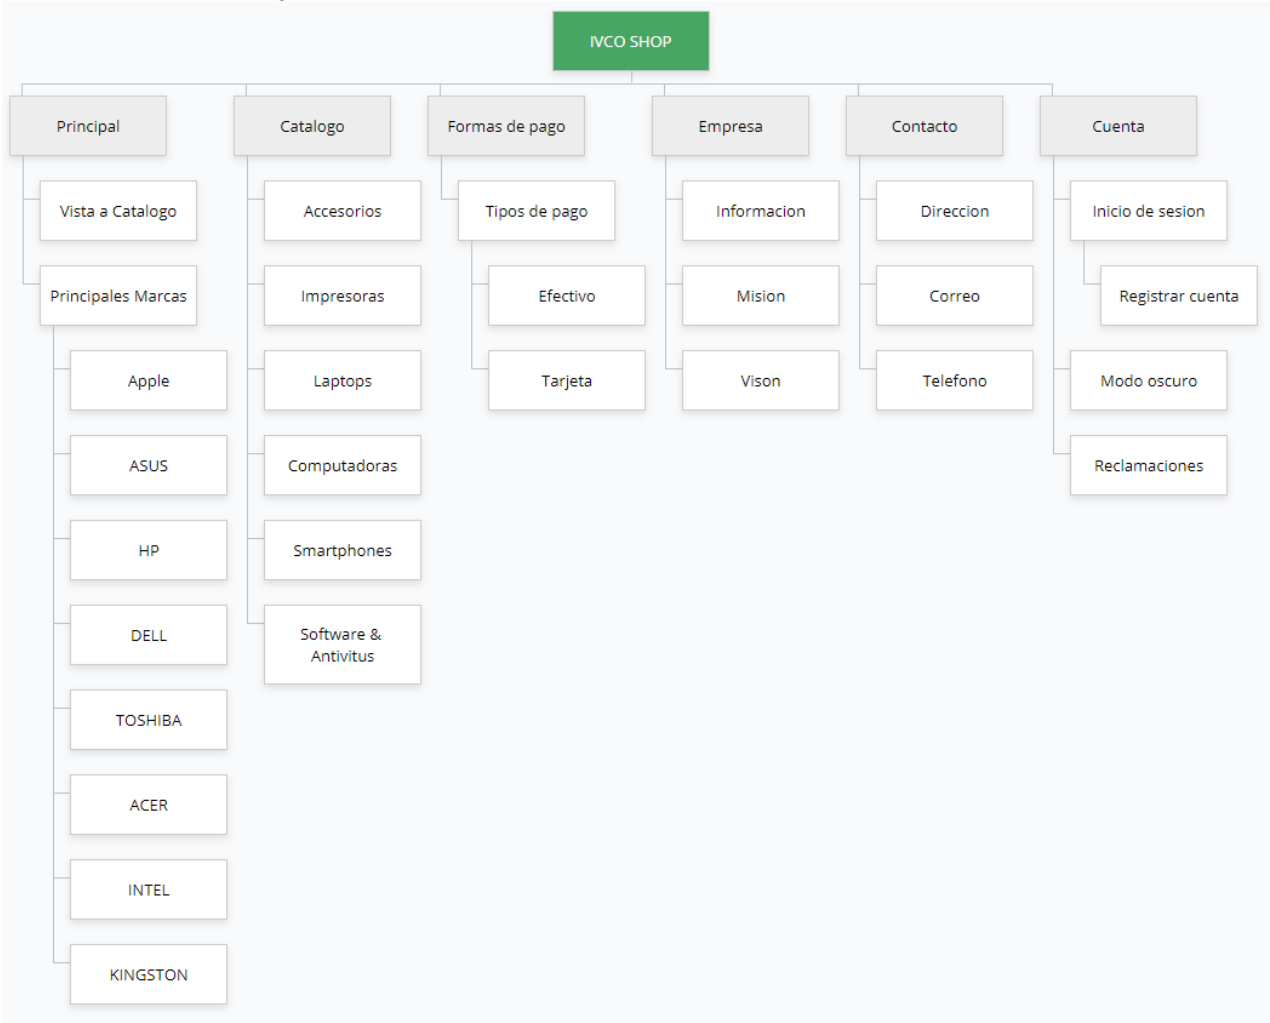 IVCO SHOP
Principal
Vista a Catalogo
Principales Marcas
Apple
ASUS
HP
DELL
TOSHIBA
ACER
INTEL
KINGSTON
Catalogo
Accesorios
Impresoras
Laptops
Computadoras
Smartphones
Software &
Antivitus
Formas de pago
Tipos de pago
Efectivo
Tarjeta
Empresa
Informacion
Mision
Vison
Contacto
Direccion
Correo
Telefono
Cuenta
Inicio de sesion
Registrar cuenta
Modo oscuro
Reclamaciones